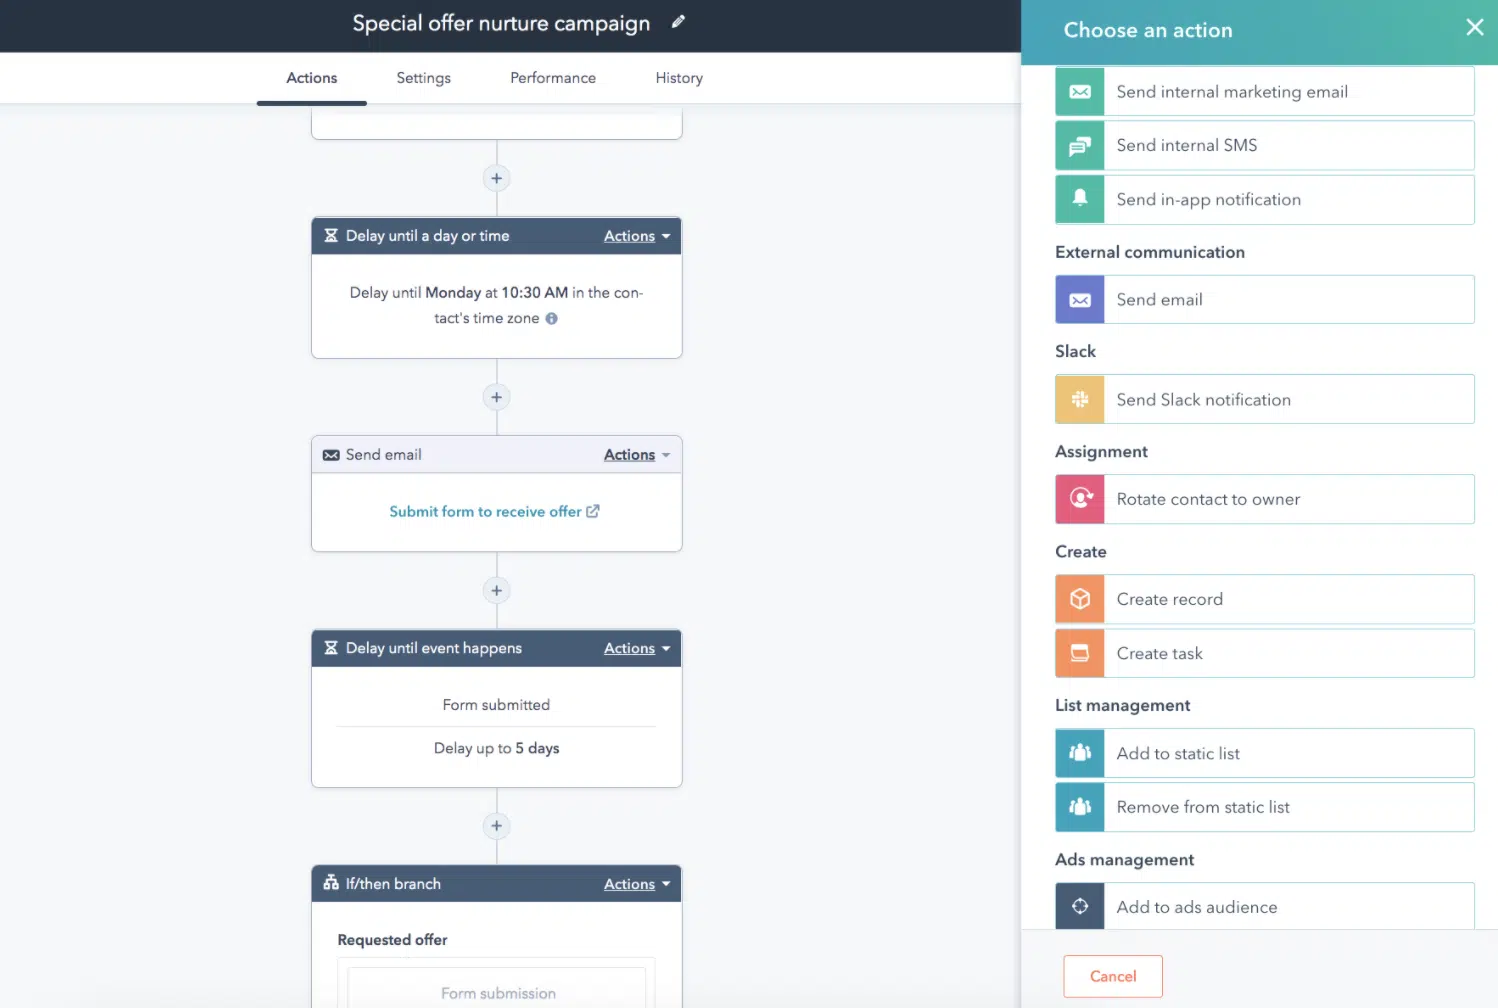 Special offer nurture campaign
Actions
Settings
Performance
History
Delay until a day or time
Actions
Delay until Monday at 10:30 AM in the con-
tact's time zone
Send email
Actions
Submit form to receive offer
Delay until event happens
Actions
Form submitted
Delay up to 5 days
If/then branch
Actions
Requested offer
Form submission
Choose an action
Send internal marketing email
Send internal SMS
Send in-app notification
External communication
Send email
Slack
Send Slack notification
Assignment
Rotate contact to owner
Create
Create record
Create task
List management
Add to static list
Remove from static list
Ads management
Add to ads audience
Cancel